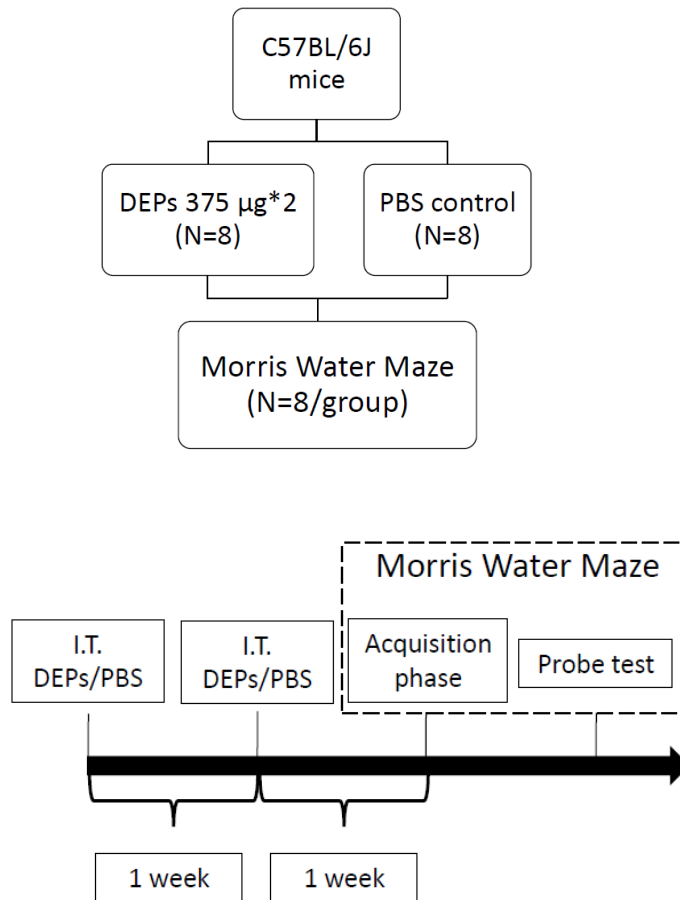 C57BL/6J
mice
DEPs 375 µg*2
(N=8)
PBS control
(N=8)
Morris Water Maze
(N=8/group)
Morris Water Maze
I.T.
DEPs/PBS
I.T.
DEPs/PBS
Acquisition
phase
Probe test
1 week
1 week